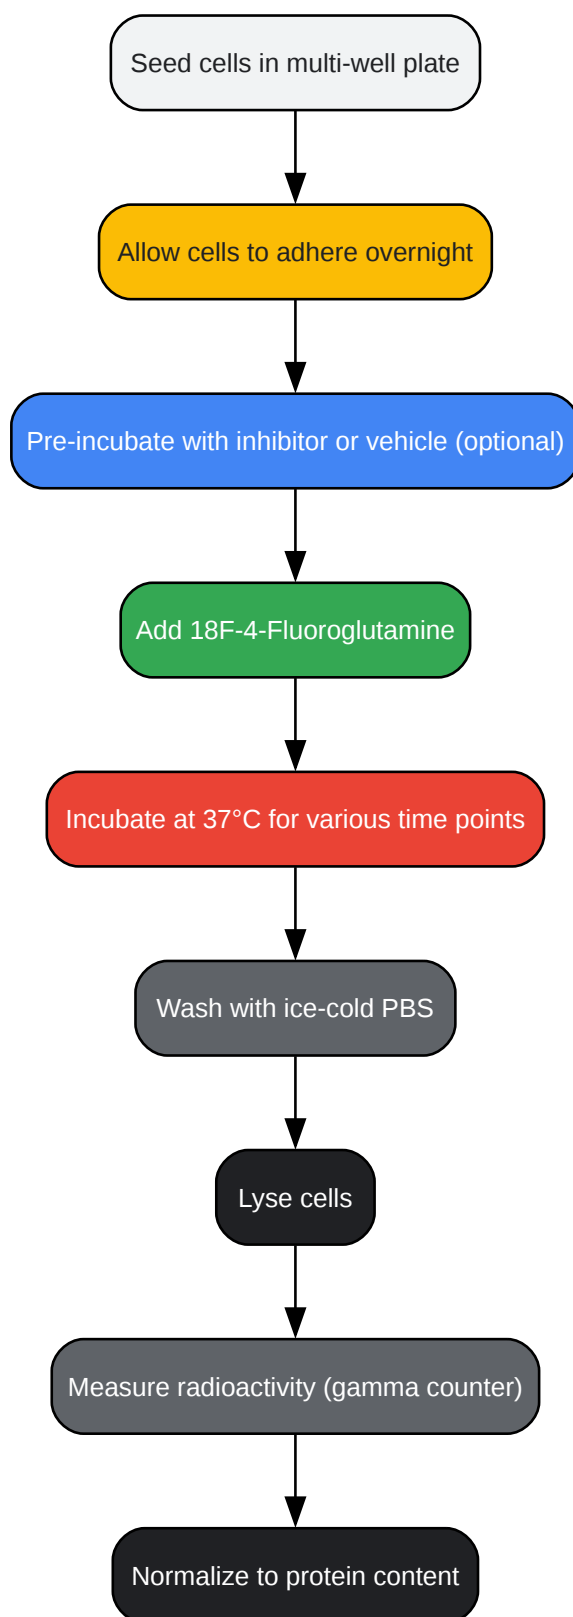 Seed cells in multi-well plate
Allow cells to adhere overnight
Pre-incubate with inhibitor or vehicle (optional)
Add 18F-4-Fluoroglutamine
Incubate at 37°C for various time points
Wash with ice-cold PBS
Lyse cells
Measure radioactivity (gamma counter)
Normalize to protein content